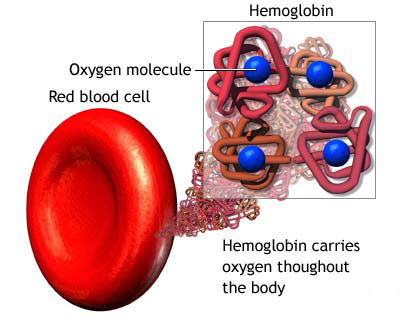 Hemoglobin
Oxygen molecule
Red blood cell
Hemoglobin carries
oxygen thoughout
the body